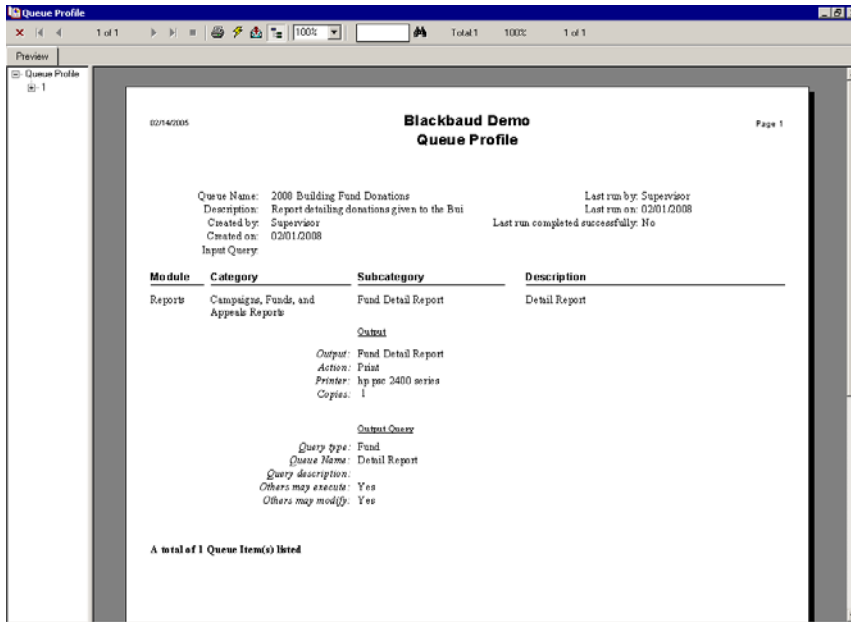 Queue Profile
1 of 1 100% Total:1 100% 1 of 1
Preview
Queue Profile
1
02/14/2005 Blackbaud Demo Page 1
Queue Profile
Queue Name: 2008 Building Fund Donations Last run by: Supervisor
Description: Report detailing donations given to the Bui Last run on: 02/01/2008
Created by: Supervisor Last run completed successfully: No
Created on: 02/01/2008
Input Query:
Module Category Subcategory Description
Reports Campaigns, Funds, and Fund Detail Report Detail Report
Appeals Reports
Output
Output: Fund Detail Report
Action: Print
Printer: hp psc 2400 series
Copies: 1
Output Query
Query type: Fund
Queue Name: Detail Report
Query description:
Others may execute: Yes
Others may modify: Yes
A total of 1 Queue Item(s) listed